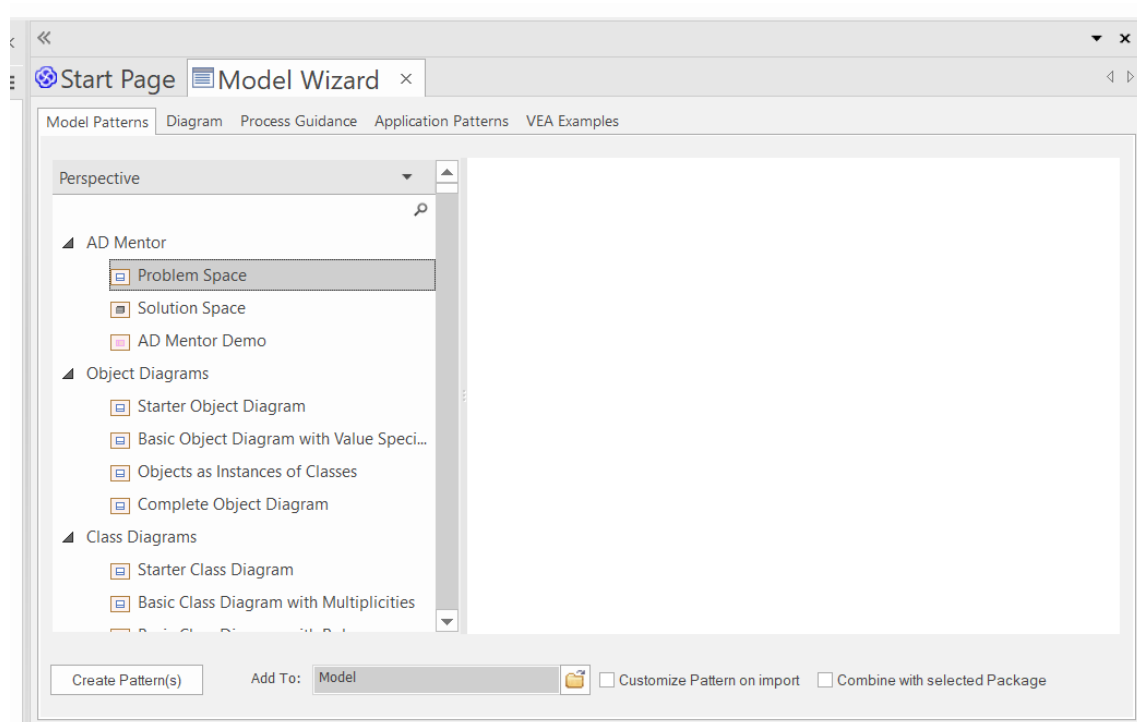 Start Page
Model Wizard
Model Patterns
Diagram
Process Guidance
Application Patterns
VEA Examples
Perspective
AD Mentor
Problem Space
Solution Space
AD Mentor Demo
Object Diagrams
Starter Object Diagram
Basic Object Diagram with Value Speci...
Objects as Instances of Classes
Complete Object Diagram
Class Diagrams
Starter Class Diagram
Basic Class Diagram with Multiplicities
Create Pattern(s)
Add To:
Model
Customize Pattern on import
Combine with selected Package